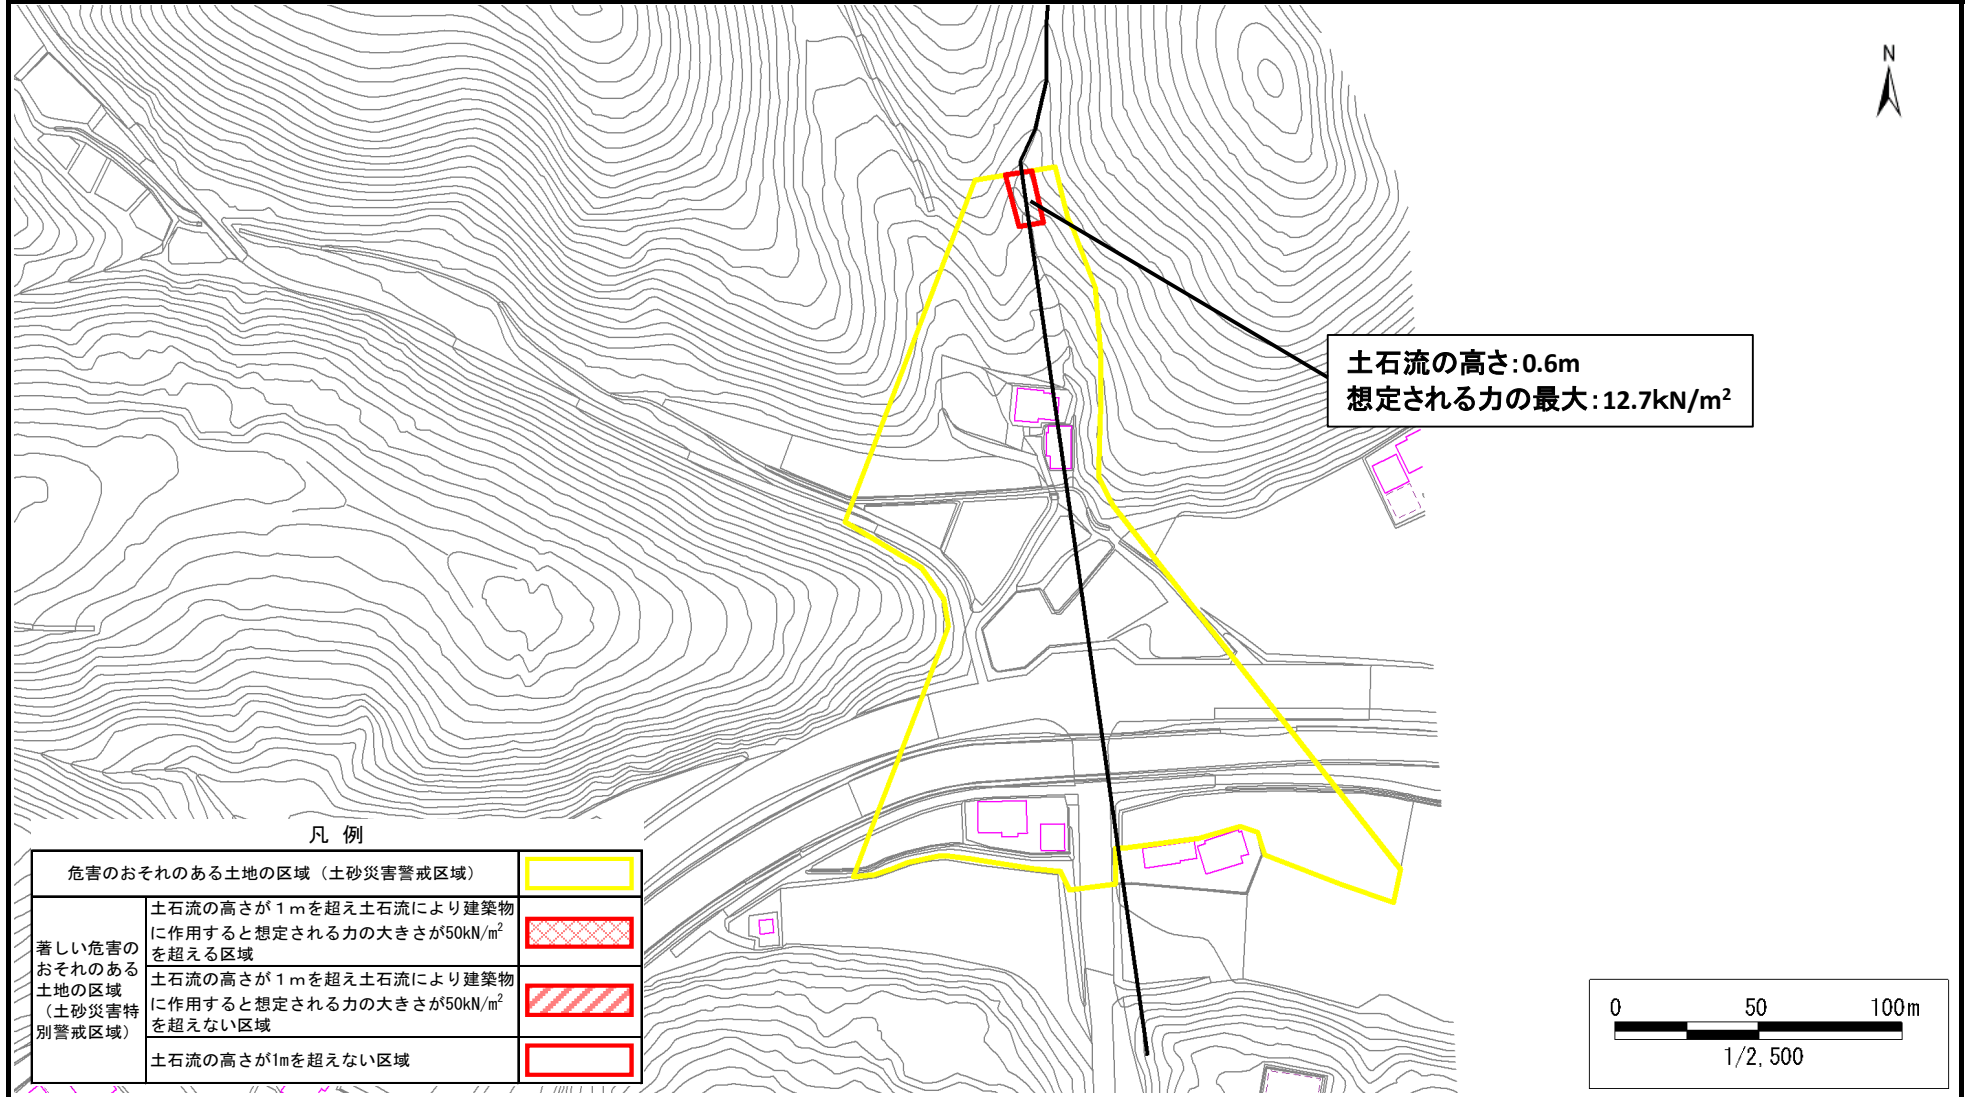 N
土石流の高さ:0.6m
想定される力の最大:12.7kN/m²
凡 例
危害のおそれのある土地の区域（土砂災害警戒区域）
著しい危害の
おそれのある
土地の区域
（土砂災害特
別警戒区域）
土石流の高さが１ｍを超え土石流により建築物
に作用すると想定される力の大きさが50kN/㎡
を超える区域
土石流の高さが１ｍを超え土石流により建築物
に作用すると想定される力の大きさが50kN/㎡
を超えない区域
土石流の高さが1mを超えない区域
0 50 100m
1/2,500